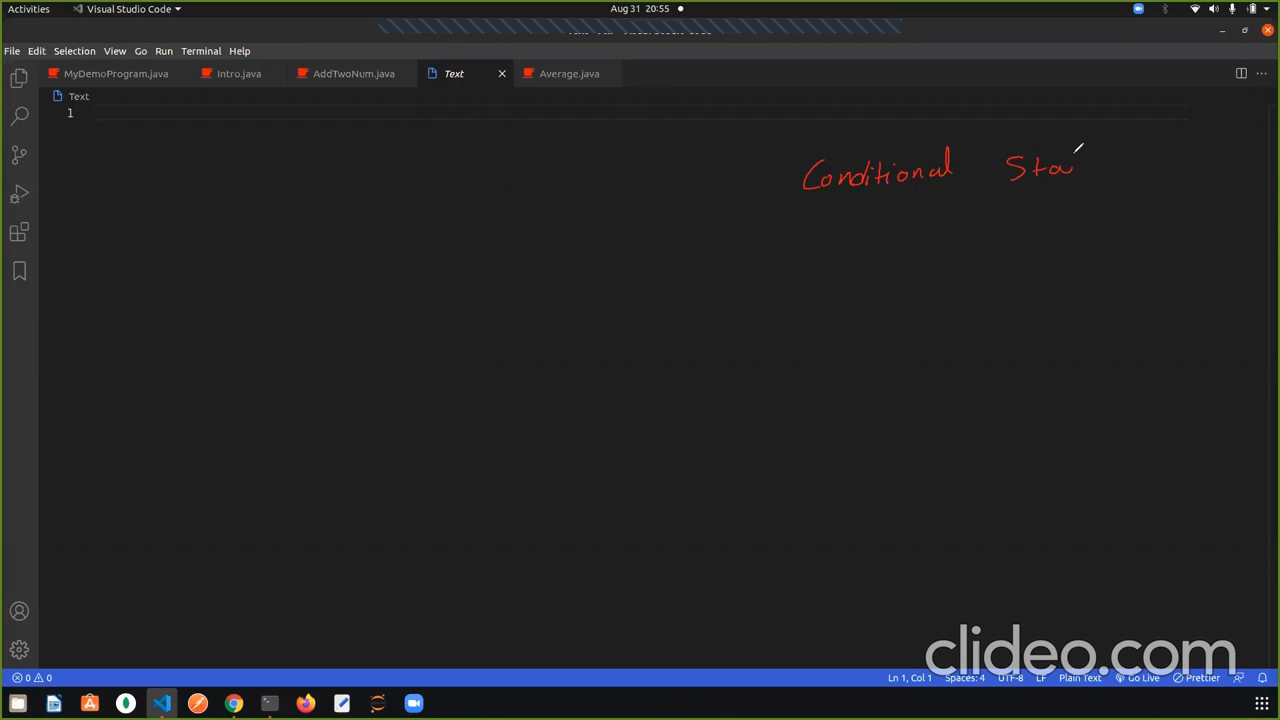 Activities Visual Studio Code Aug 31 20:55
File Edit Selection View Go Run Terminal Help
MyDemoProgram.java Intro.java AddTwoNum.java Text Average.java
Text
1
Conditional Sta
clideo.com
0 0 Ln 1, Col 1 Spaces: 4 UTF-8 LF Plain Text Go Live Prettier